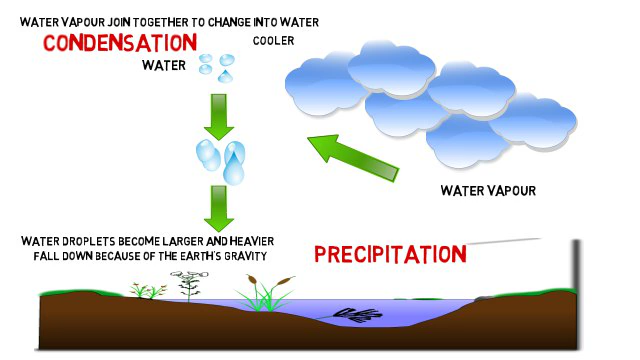 WATER VAPOUR JOIN TOGETHER TO CHANGE INTO WATER
CONDENSATION
COOLER
WATER
WATER VAPOUR
WATER DROPLETS BECOME LARGER AND HEAVIER
FALL DOWN BECAUSE OF THE EARTH'S GRAVITY
PRECIPITATION